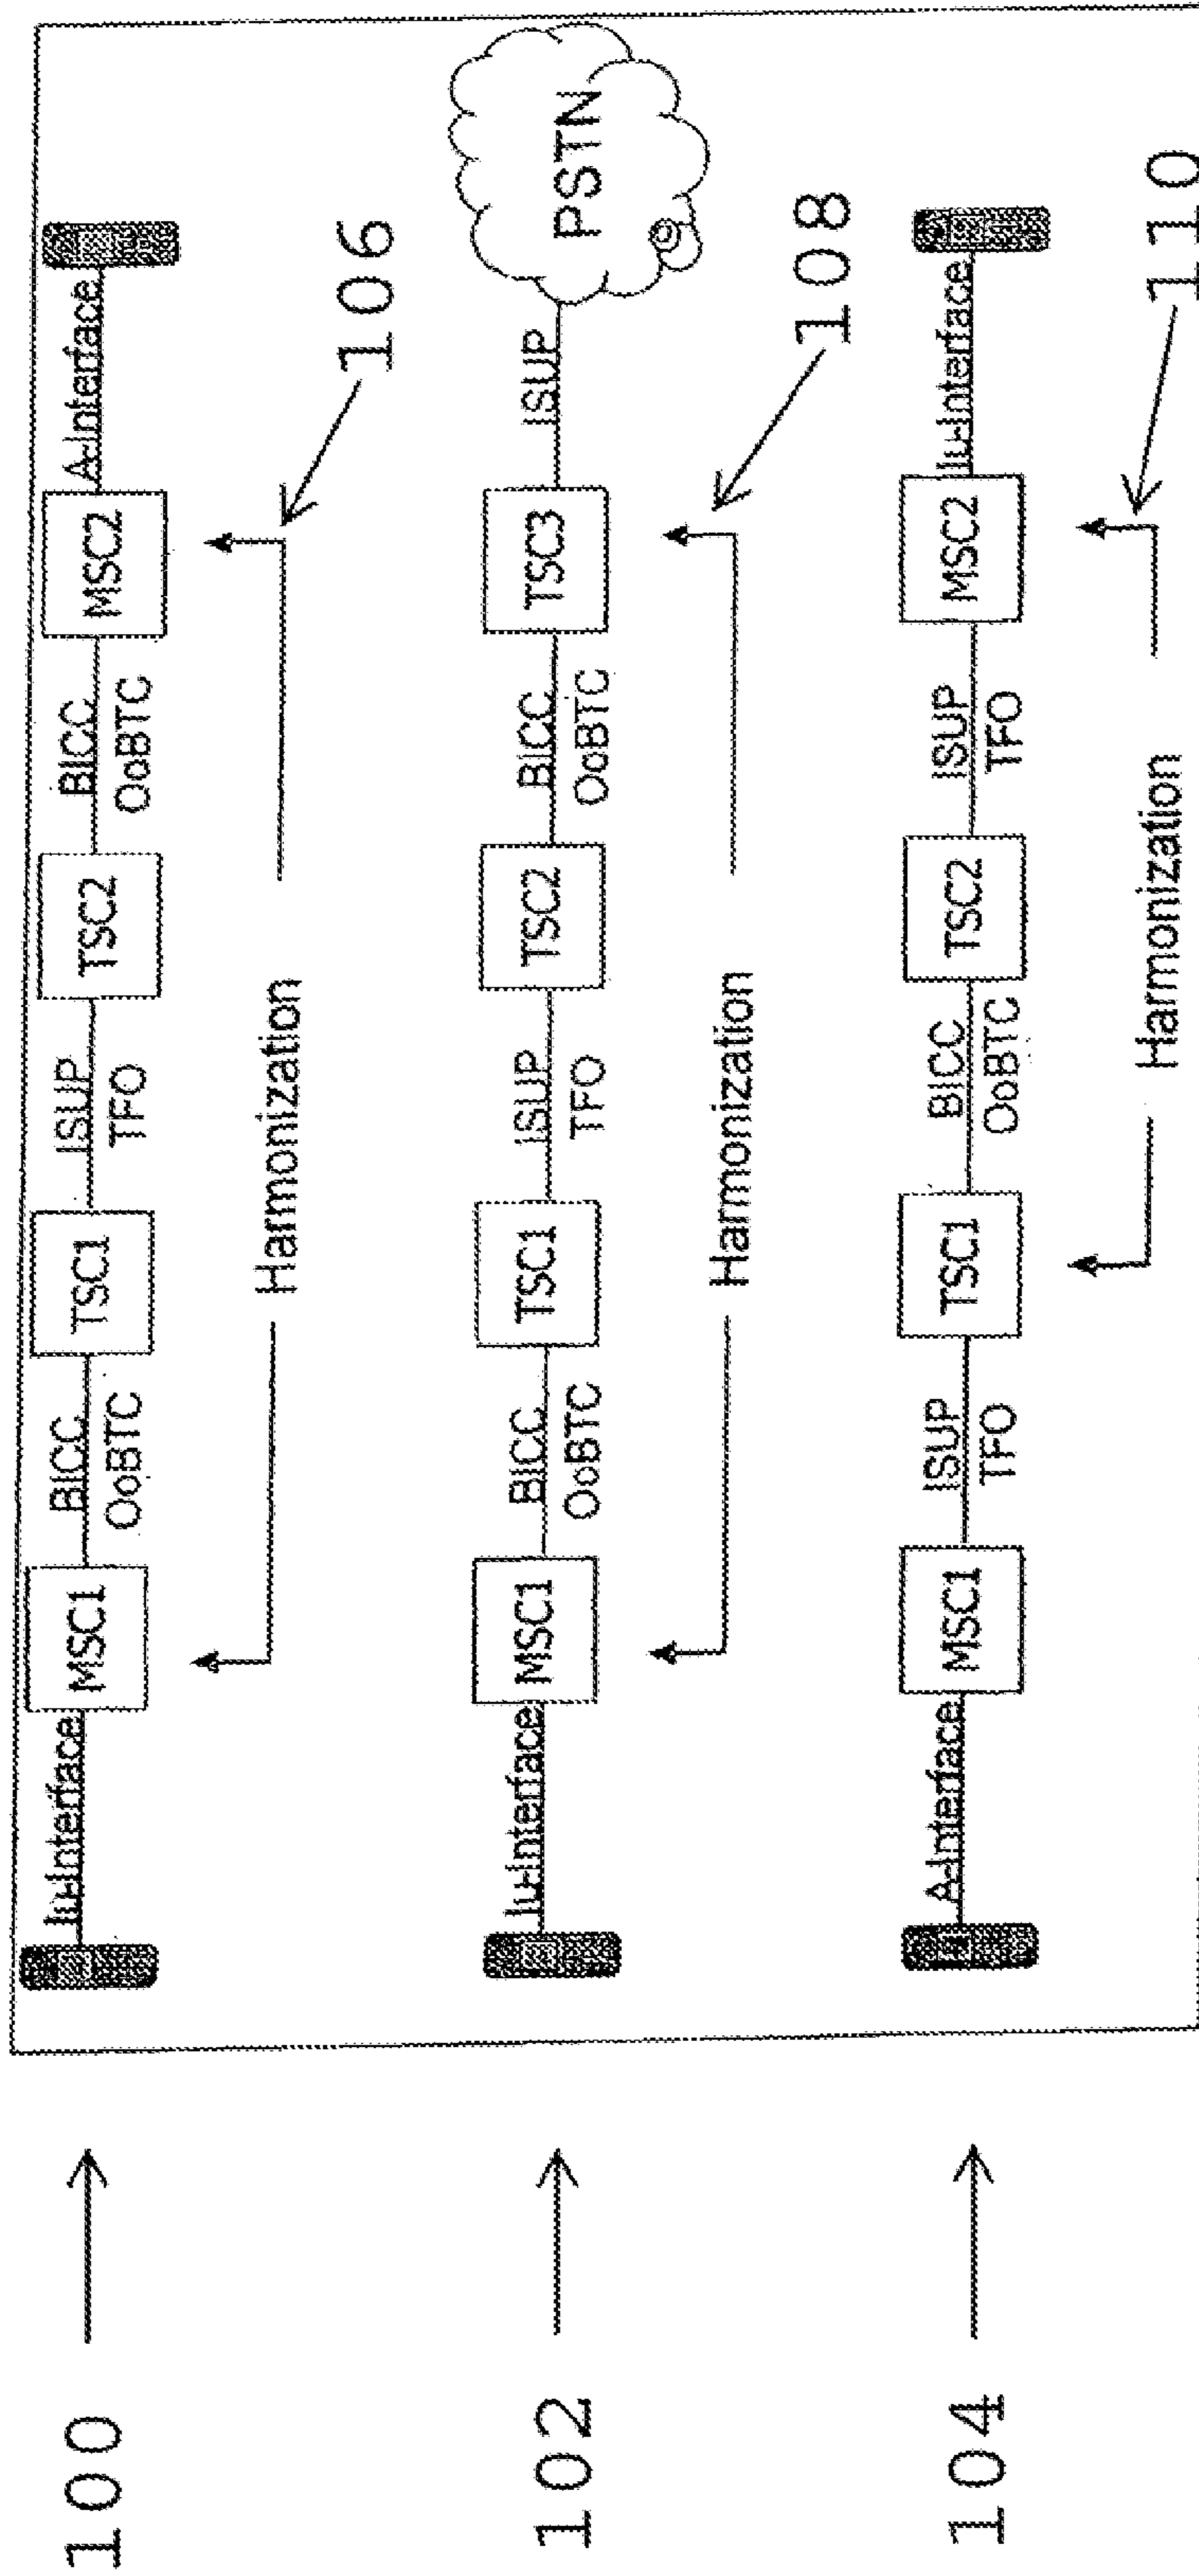 100
Iu-Interface
MSC1
BICC
OoBTC
TSC1
ISUP
TFO
TSC2
BICC
OoBTC
MSC2
A-Interface
Harmonization
106
102
Iu-Interface
MSC1
BICC
OoBTC
TSC1
ISUP
TFO
TSC2
BICC
OoBTC
TSC3
ISUP
PSTN
Harmonization
108
104
A-Interface
MSC1
ISUP
TFO
TSC1
BICC
OoBTC
TSC2
ISUP
TFO
MSC2
Iu-Interface
Harmonization
110